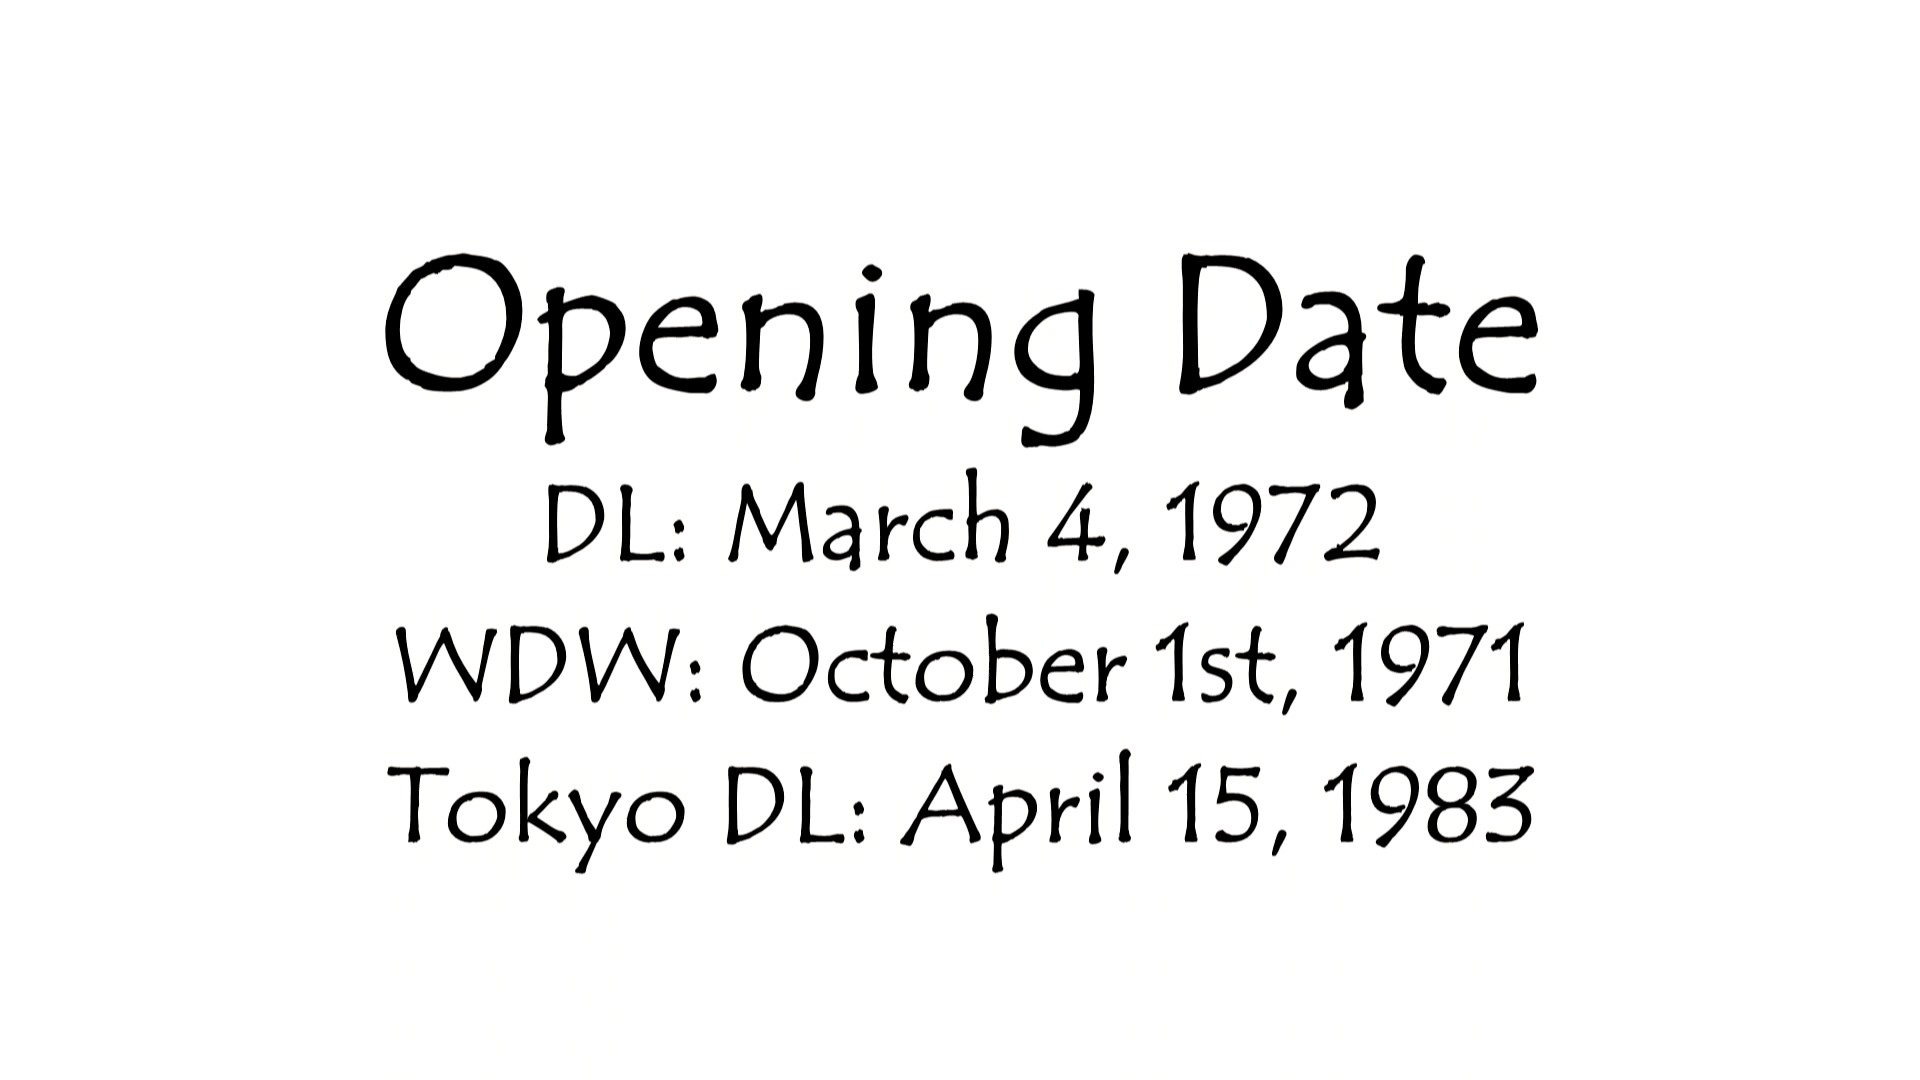 Opening Date
DL: March 4, 1972
WDW: October 1st, 1971
Tokyo DL: April 15, 1983